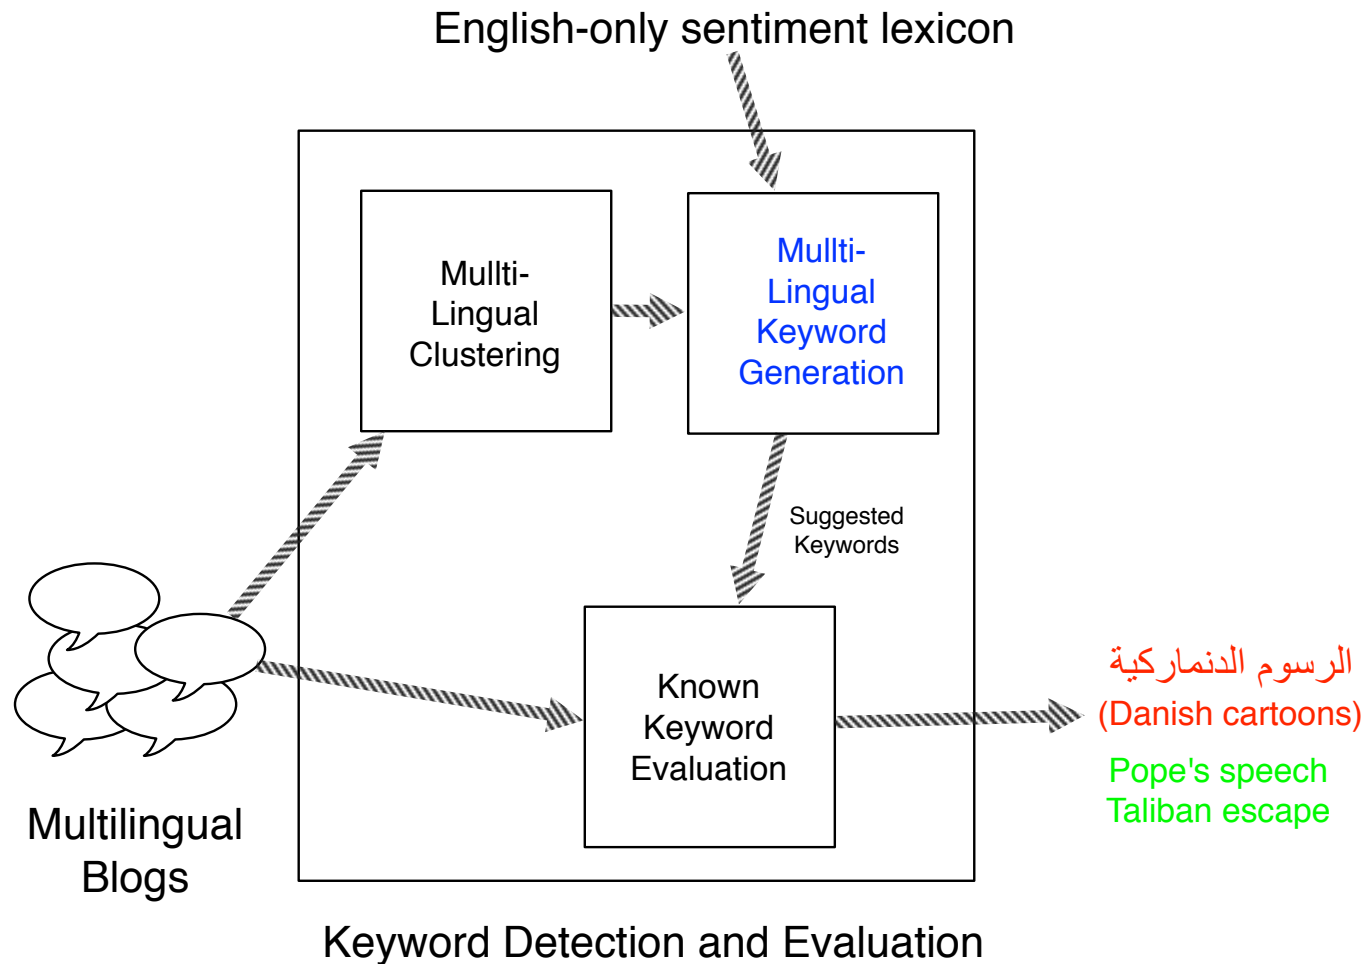 English-only sentiment lexicon
Mullti-
Lingual
Clustering
Mullti-
Lingual
Keyword
Generation
Suggested
Keywords
Known
Keyword
Evaluation
الرسوم الدنماركية
(Danish cartoons)
Pope's speech
Taliban escape
Multilingual
Blogs
Keyword Detection and Evaluation